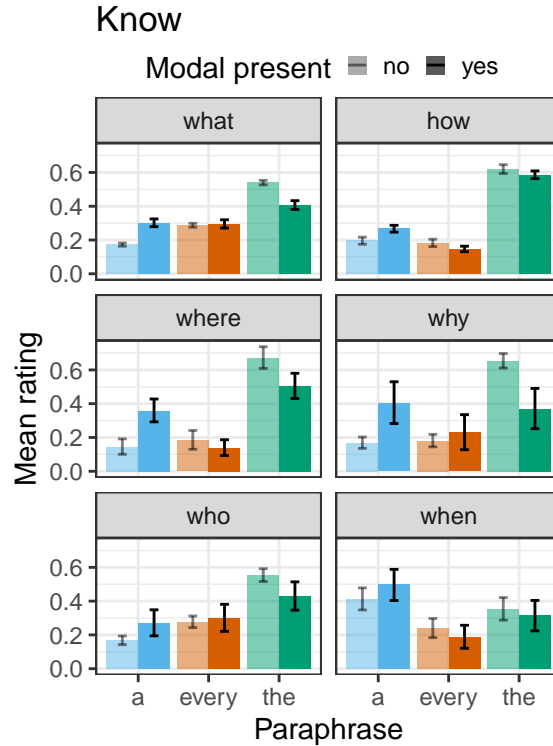 Know
Modal present no yes
what how
0.6
0.4
0.2
0.0
where why
0.6
0.4
0.2
0.0
who when
0.6
0.4
0.2
0.0
Mean rating
a every the a every the
Paraphrase